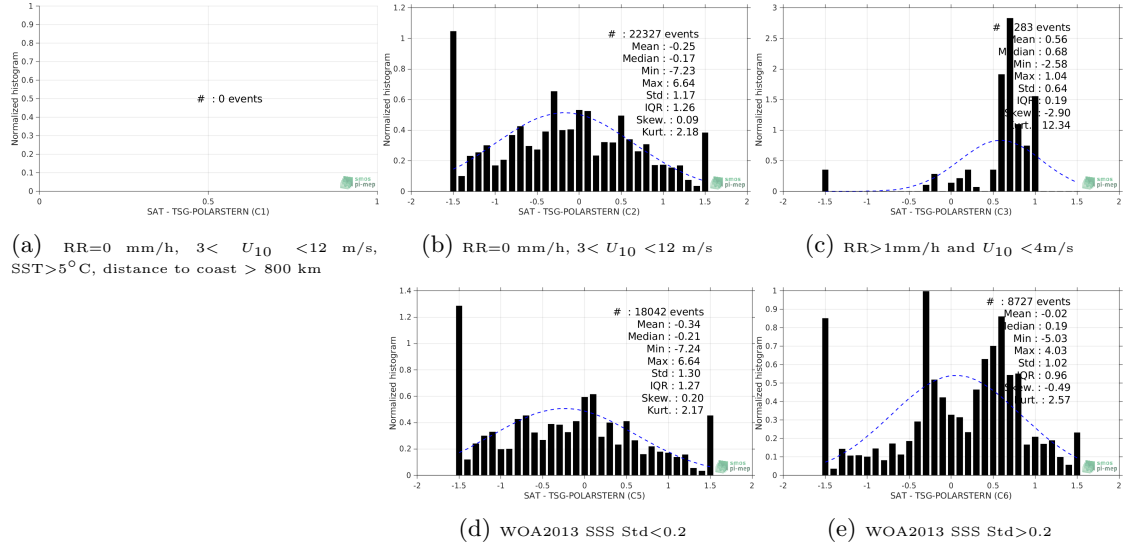 1
0.9
0.8
0.7
0.6
0.5
0.4
0.3
0.2
0.1
0
Normalized histogram
# : 0 events
smos
pi-mep
0 0.5 1
SAT - TSG-POLARSTERN (C1)
(a) RR=0 mm/h, 3< U10 <12 m/s,
SST>5°C, distance to coast > 800 km
1.2
1
0.8
0.6
0.4
0.2
0
Normalized histogram
# : 22327 events
Mean : -0.25
Median : -0.17
Min : -7.23
Max : 6.64
Std : 1.17
IQR : 1.26
Skew. : 0.09
Kurt. : 2.18
smos
pi-mep
-2 -1.5 -1 -0.5 0 0.5 1 1.5 2
SAT - TSG-POLARSTERN (C2)
(b) RR=0 mm/h, 3< U10 <12 m/s
3
2.5
2
1.5
1
0.5
0
Normalized histogram
# : 283 events
Mean : 0.56
Median : 0.68
Min : -2.58
Max : 1.04
Std : 0.64
IQR : 0.19
Skew. : -2.90
Kurt. : 12.34
smos
pi-mep
-2 -1.5 -1 -0.5 0 0.5 1 1.5 2
SAT - TSG-POLARSTERN (C3)
(c) RR>1mm/h and U10 <4m/s
1.4
1.2
1
0.8
0.6
0.4
0.2
0
Normalized histogram
# : 18042 events
Mean : -0.34
Median : -0.21
Min : -7.24
Max : 6.64
Std : 1.30
IQR : 1.27
Skew. : 0.20
Kurt. : 2.17
smos
pi-mep
-2 -1.5 -1 -0.5 0 0.5 1 1.5 2
SAT - TSG-POLARSTERN (C5)
(d) WOA2013 SSS Std<0.2
1
0.9
0.8
0.7
0.6
0.5
0.4
0.3
0.2
0.1
0
Normalized histogram
# : 8727 events
Mean : -0.02
Median : 0.19
Min : -5.03
Max : 4.03
Std : 1.02
IQR : 0.96
Skew. : -0.49
Kurt. : 2.57
smos
pi-mep
-2 -1.5 -1 -0.5 0 0.5 1 1.5 2
SAT - TSG-POLARSTERN (C6)
(e) WOA2013 SSS Std>0.2